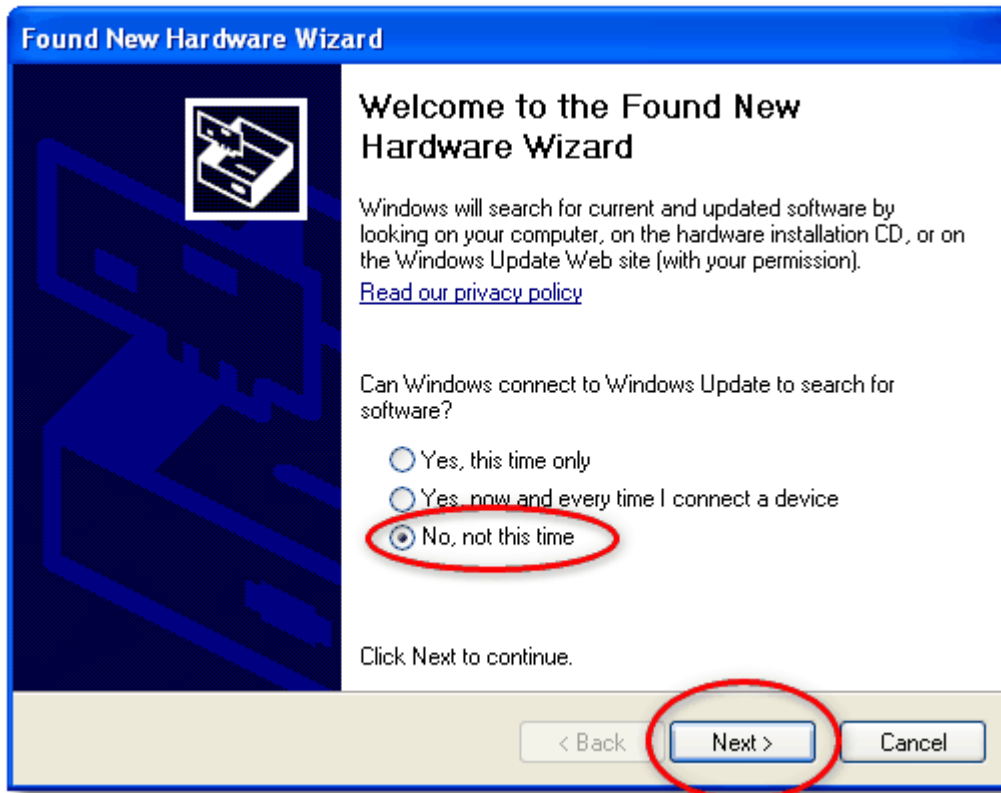 Found New Hardware Wizard
Welcome to the Found New
Hardware Wizard
Windows will search for current and updated software by
looking on your computer, on the hardware installation CD, or on
the Windows Update Web site (with your permission).
Read our privacy policy
Can Windows connect to Windows Update to search for
software?
Yes, this time only
Yes, now and every time I connect a device
No, not this time
Click Next to continue.
< Back Next > Cancel